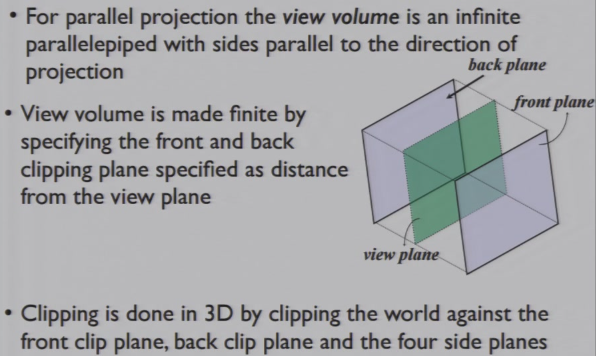 • For parallel projection the view volume is an infinite
parallelepiped with sides parallel to the direction of
projection
• View volume is made finite by
specifying the front and back
clipping plane specified as distance
from the view plane
back plane
front plane
view plane
• Clipping is done in 3D by clipping the world against the
front clip plane, back clip plane and the four side planes